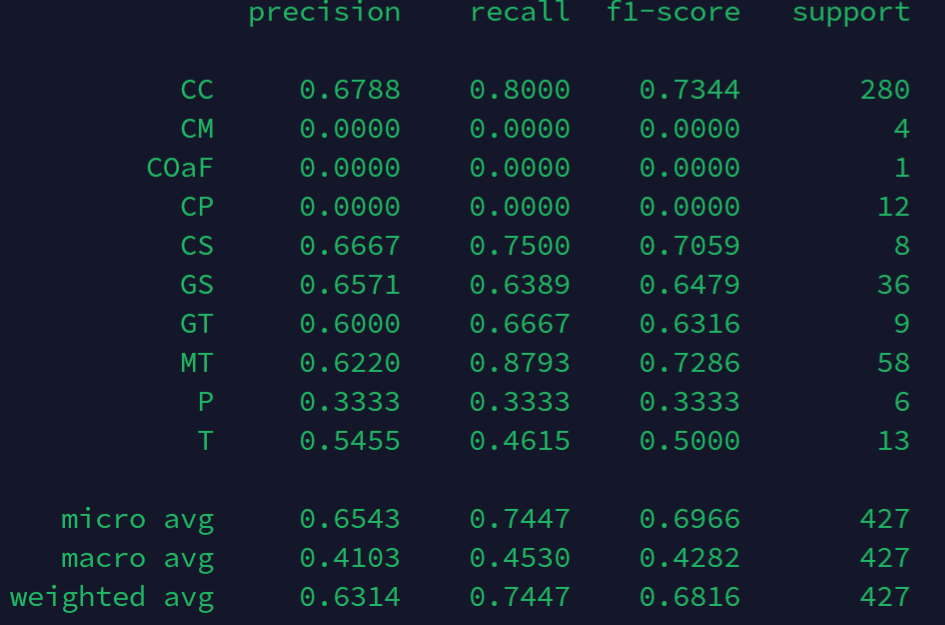 precision recall f1-score support
CC 0.6788 0.8000 0.7344 280
CM 0.0000 0.0000 0.0000 4
COaF 0.0000 0.0000 0.0000 1
CP 0.0000 0.0000 0.0000 12
CS 0.6667 0.7500 0.7059 8
GS 0.6571 0.6389 0.6479 36
GT 0.6000 0.6667 0.6316 9
MT 0.6220 0.8793 0.7286 58
P 0.3333 0.3333 0.3333 6
T 0.5455 0.4615 0.5000 13
micro avg 0.6543 0.7447 0.6966 427
macro avg 0.4103 0.4530 0.4282 427
weighted avg 0.6314 0.7447 0.6816 427